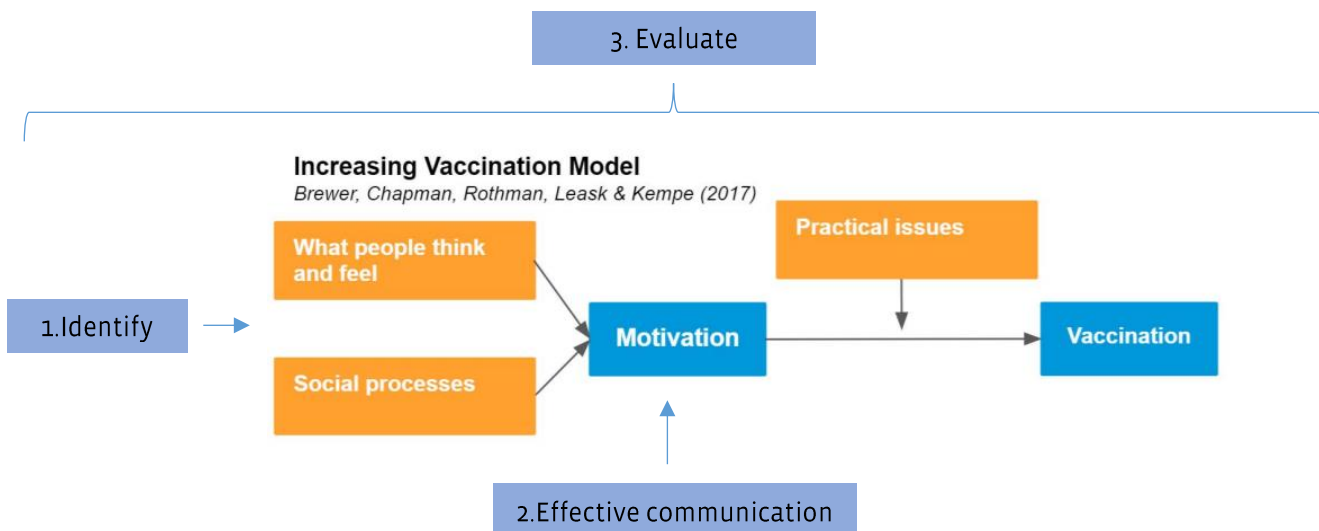 3. Evaluate
Increasing Vaccination Model
Brewer, Chapman, Rothman, Leask & Kempe (2017)
What people think
and feel
Practical issues
1.Identify
Motivation
Vaccination
Social processes
2.Effective communication